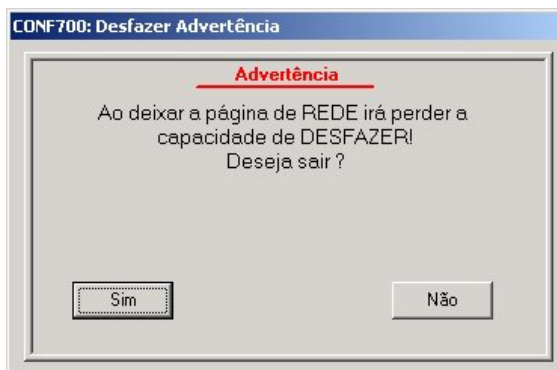 CONF700: Desfazer Advertência
Advertência
Ao deixar a página de REDE irá perder a
capacidade de DESFAZER!
Deseja sair ?
Sim
Não